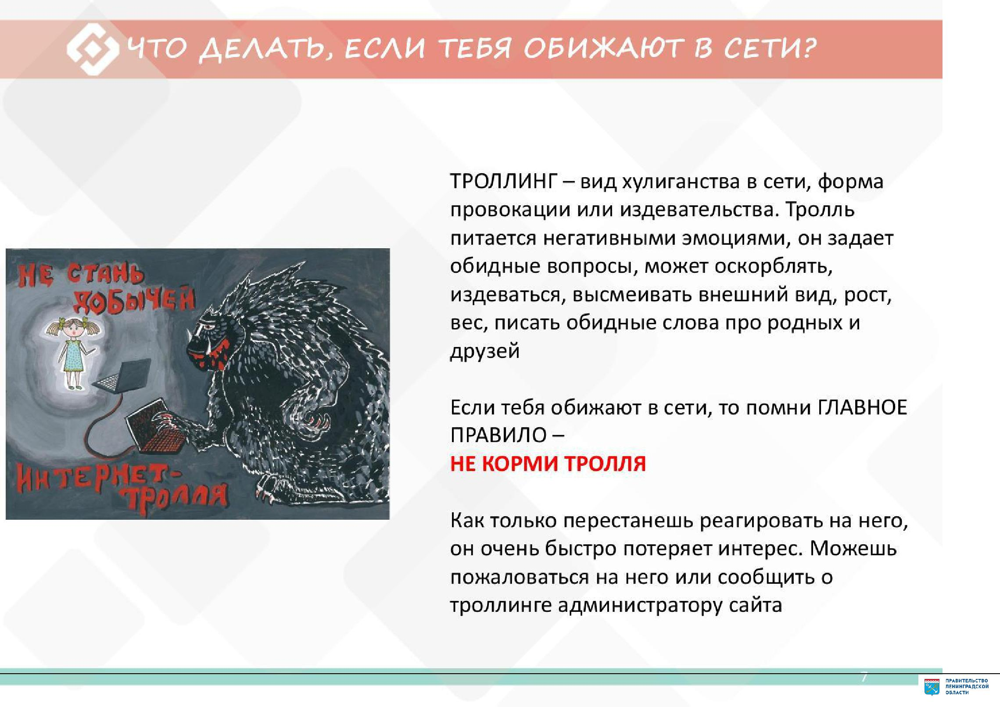 ЧТО ДЕЛАТЬ, ЕСЛИ ТЕБЯ ОБИЖАЮТ В СЕТИ?
НЕ СТАНЬ
ДОБЫЧЕЙ
ИНТЕРНЕТ-
ТРОЛЛЯ
ТРОЛЛИНГ – вид хулиганства в сети, форма
провокации или издевательства. Тролль
питается негативными эмоциями, он задает
обидные вопросы, может оскорблять,
издеваться, высмеивать внешний вид, рост,
вес, писать обидные слова про родных и
друзей
Если тебя обижают в сети, то помни ГЛАВНОЕ
ПРАВИЛО –
НЕ КОРМИ ТРОЛЛЯ
Как только перестанешь реагировать на него,
он очень быстро потеряет интерес. Можешь
пожаловаться на него или сообщить о
троллинге администратору сайта
7
ПРАВИТЕЛЬСТВО
ЛЕНИНГРАДСКОЙ
ОБЛАСТИ